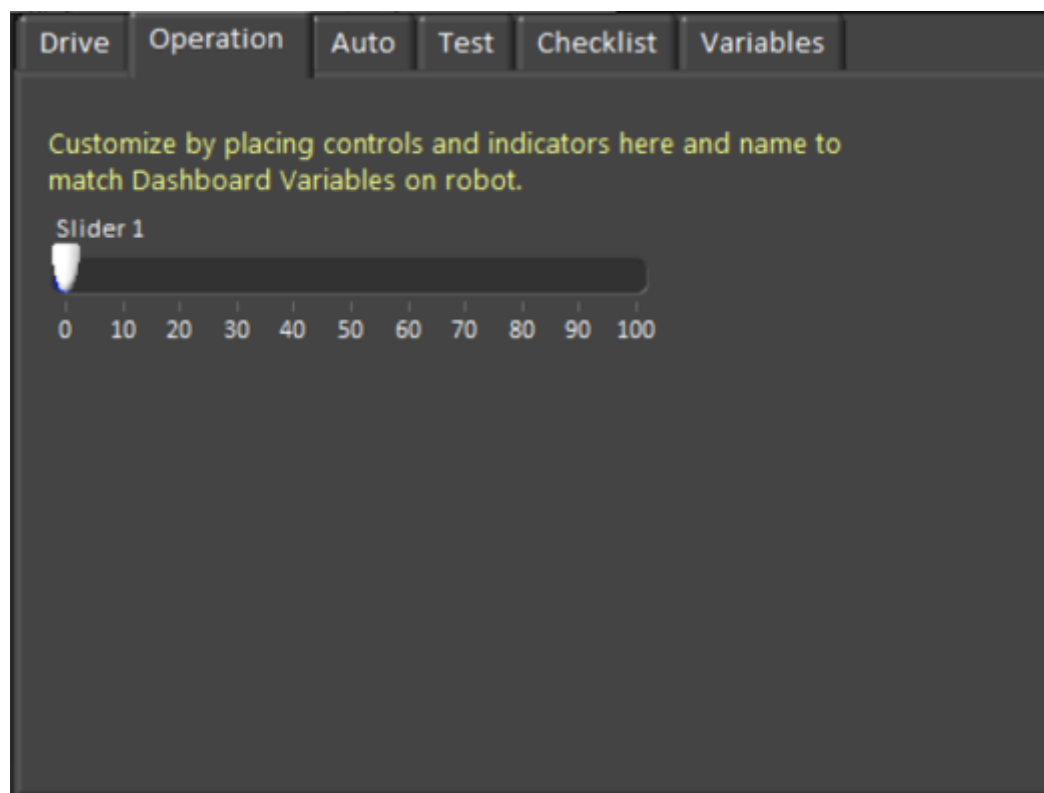 Drive Operation Auto Test Checklist Variables
Customize by placing controls and indicators here and name to
match Dashboard Variables on robot.
Slider 1
0 10 20 30 40 50 60 70 80 90 100